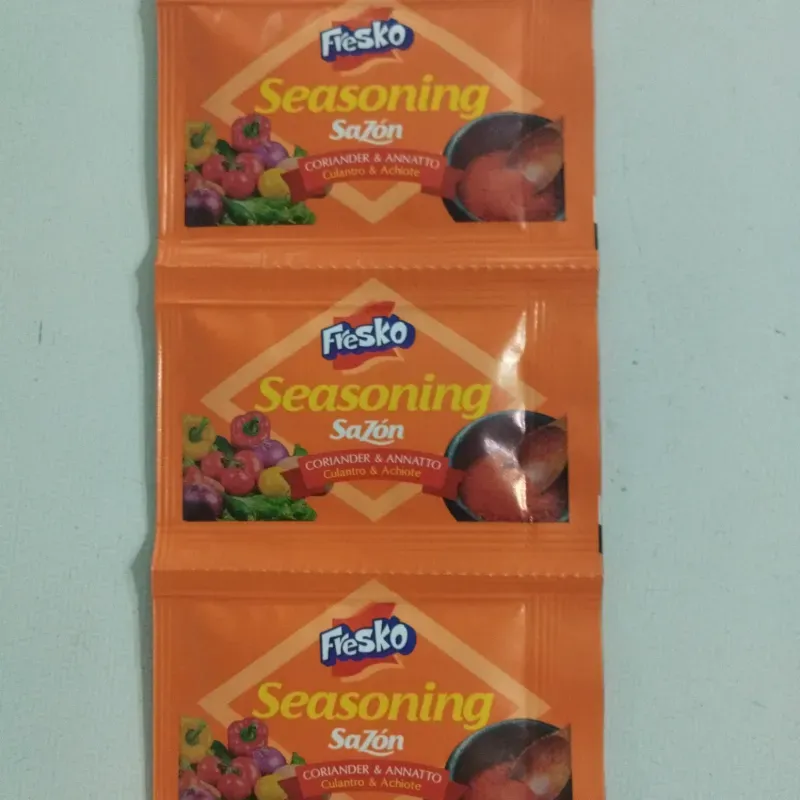 Fresko
Seasoning
Sazón
CORIANDER & ANNATTO
Culantro & Achiote
Fresko
Seasoning
Sazón
CORIANDER & ANNATTO
Culantro & Achiote
Fresko
Seasoning
Sazón
CORIANDER & ANNATTO
Culantro & Achiote